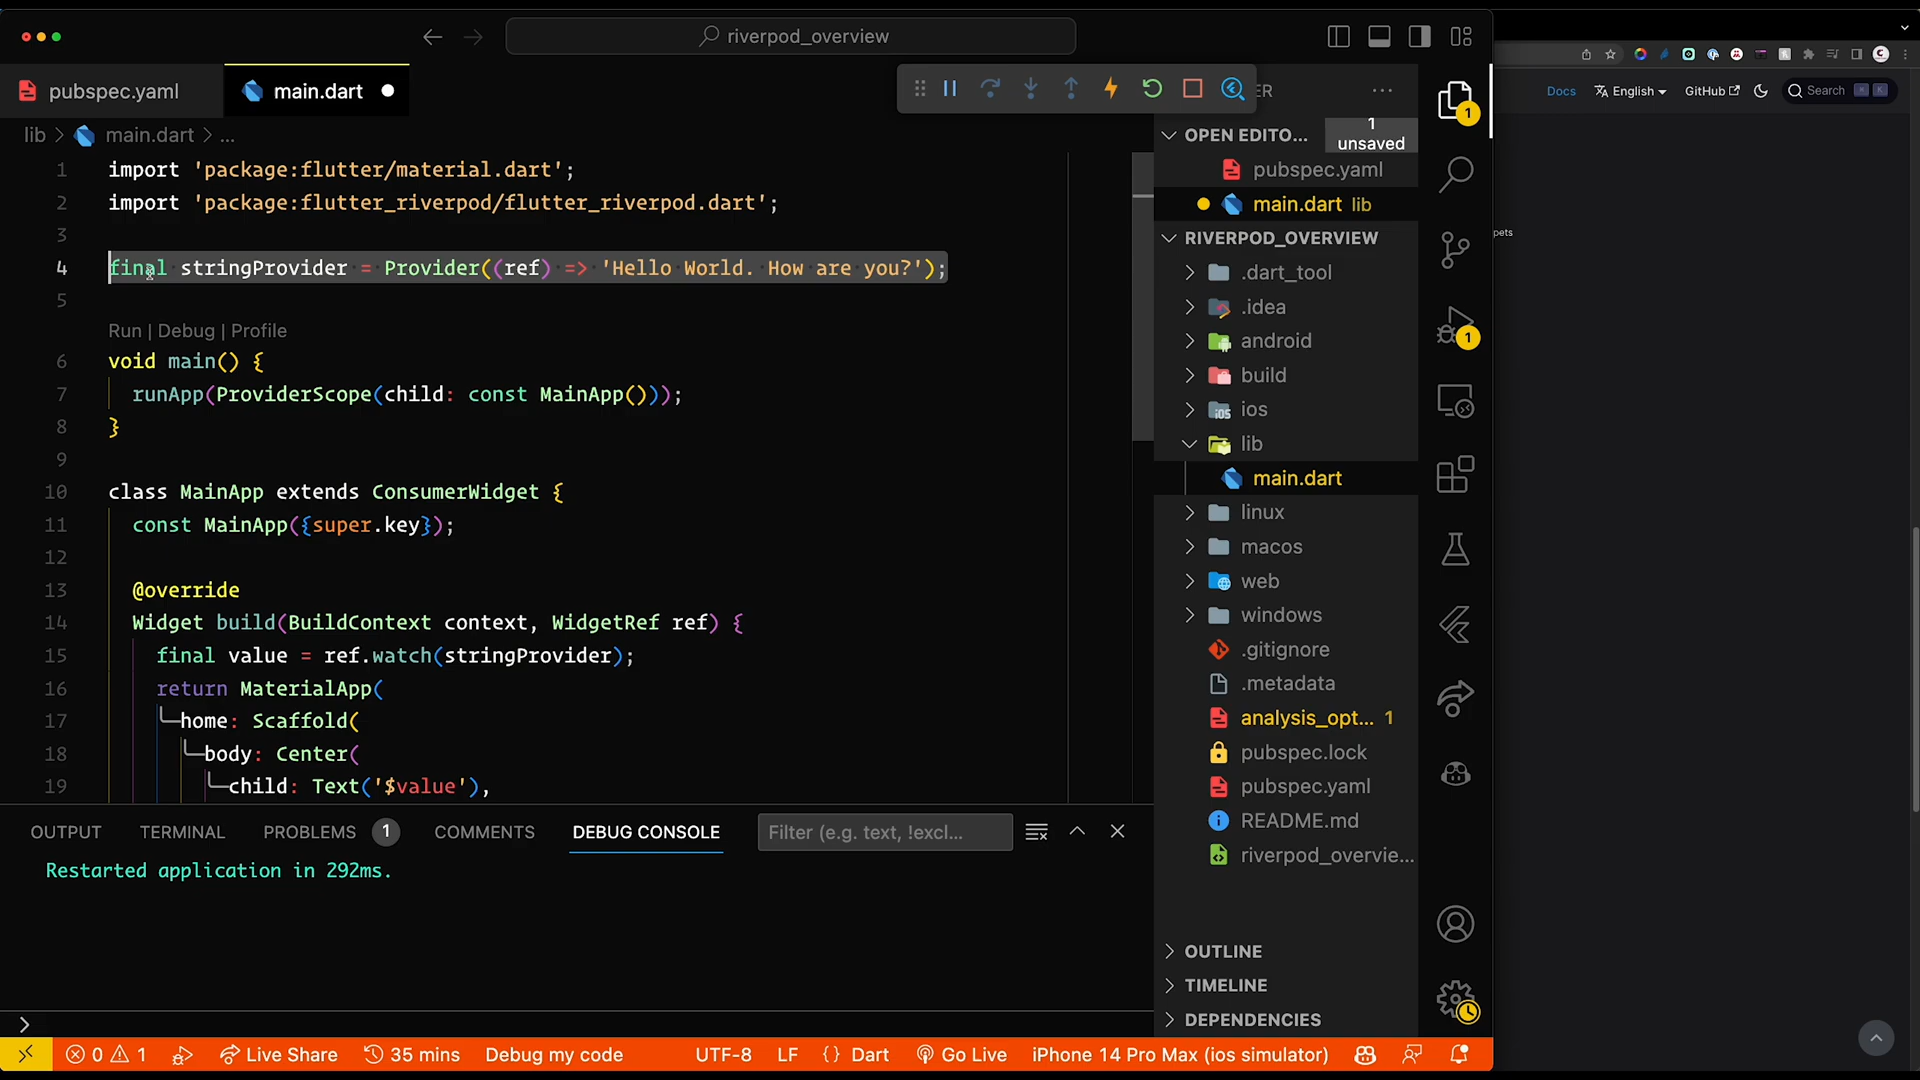 riverpod_overview
pubspec.yaml
main.dart
ER
Docs
English
GitHub
Search
K
lib > main.dart > ...
OPEN EDITO...
1 unsaved
pubspec.yaml
main.dart lib
RIVERPOD_OVERVIEW
pets
.dart_tool
.idea
android
build
ios
lib
main.dart
linux
macos
web
windows
.gitignore
.metadata
analysis_opt... 1
pubspec.lock
pubspec.yaml
README.md
riverpod_overvie...
OUTLINE
TIMELINE
DEPENDENCIES
1
1
1 import 'package:flutter/material.dart';
2 import 'package:flutter_riverpod/flutter_riverpod.dart';
3
4 final stringProvider = Provider((ref) => 'Hello World. How are you?');
5
Run | Debug | Profile
6 void main() {
7 runApp(ProviderScope(child: const MainApp()));
8 }
9
10 class MainApp extends ConsumerWidget {
11 const MainApp({super.key});
12
13 @override
14 Widget build(BuildContext context, WidgetRef ref) {
15 final value = ref.watch(stringProvider);
16 return MaterialApp(
17 home: Scaffold(
18 body: Center(
19 child: Text('$value'),
OUTPUT TERMINAL PROBLEMS 1 COMMENTS DEBUG CONSOLE Filter (e.g. text, !excl...
Restarted application in 292ms.
>
0 1 Live Share 35 mins Debug my code UTF-8 LF {} Dart Go Live iPhone 14 Pro Max (ios simulator)